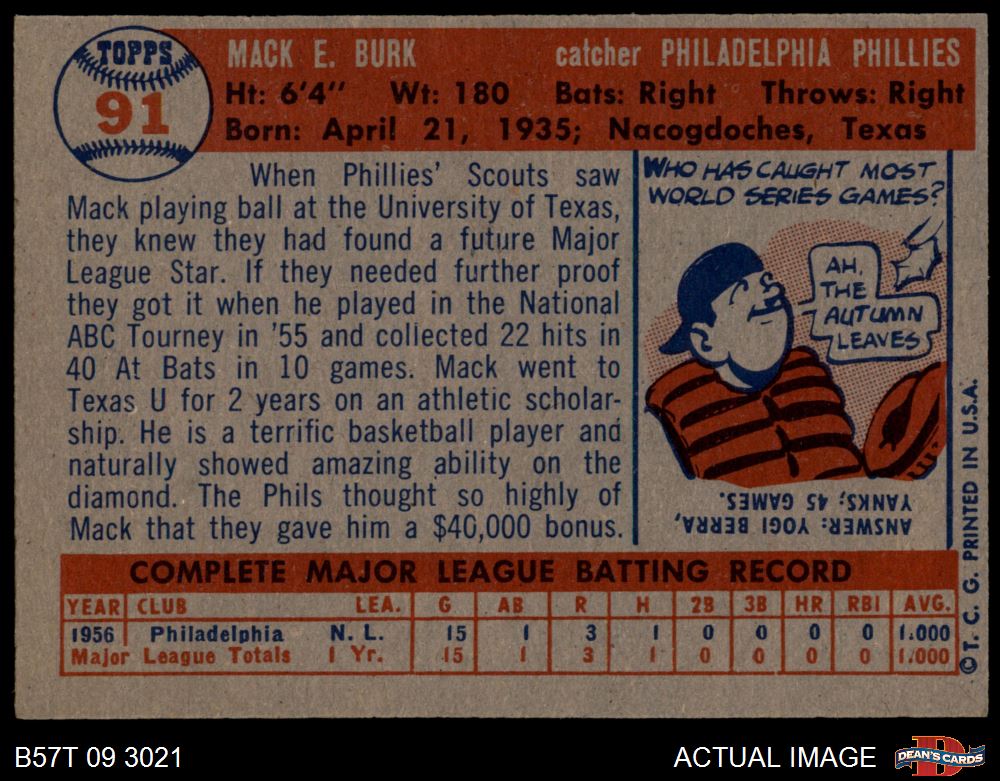 TOPPS
91
MACK E. BURK catcher PHILADELPHIA PHILLIES
Ht: 6'4" Wt: 180 Bats: Right Throws: Right
Born: April 21, 1935; Nacogdoches, Texas
When Phillies' Scouts saw
Mack playing ball at the University of Texas,
they knew they had found a future Major
League Star. If they needed further proof
they got it when he played in the National
ABC Tourney in '55 and collected 22 hits in
40 At Bats in 10 games. Mack went to
Texas U for 2 years on an athletic scholar-
ship. He is a terrific basketball player and
naturally showed amazing ability on the
diamond. The Phils thought so highly of
Mack that they gave him a $40,000 bonus.
WHO HAS CAUGHT MOST
WORLD SERIES GAMES?
AH,
THE
AUTUMN
LEAVES
ANSWER: YOGI BERRA,
YANKS; 45 GAMES.
COMPLETE MAJOR LEAGUE BATTING RECORD
YEAR CLUB LEA. G AB R H 2B 3B HR RBI AVG.
1956 Philadelphia N. L. 15 1 3 1 0 0 0 0 1.000
Major League Totals 1 Yr. 15 1 3 1 0 0 0 0 1.000
© T. C. G. PRINTED IN U.S.A.
B57T 09 3021 ACTUAL IMAGE
D
DEAN'S CARDS